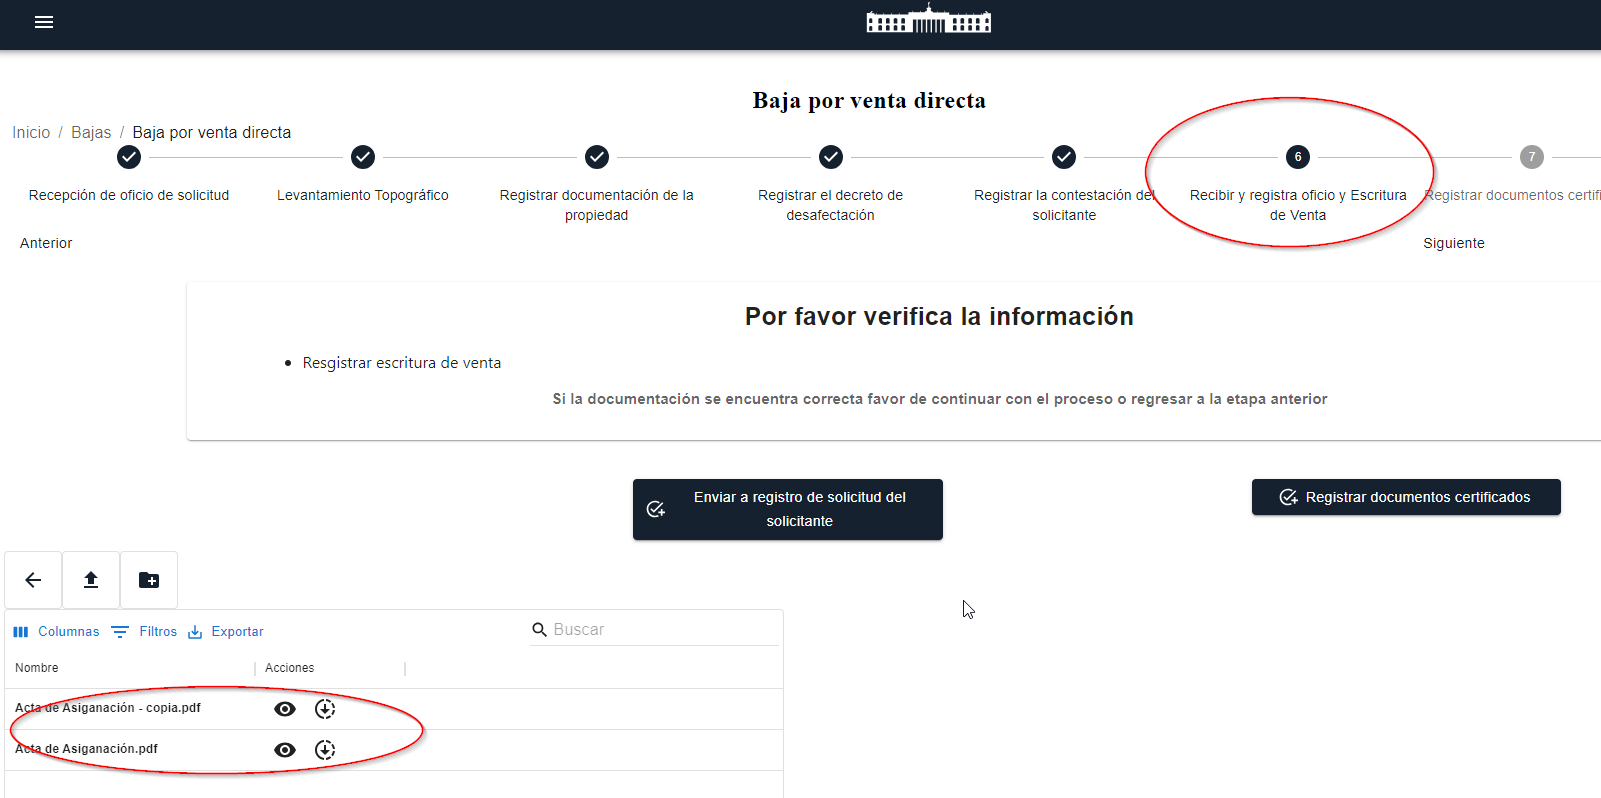 Baja por venta directa
Inicio / Bajas / Baja por venta directa
6
7
Recepción de oficio de solicitud
Levantamiento Topográfico
Registrar documentación de la
propiedad
Registrar el decreto de
desafectación
Registrar la contestación del
solicitante
Recibir y registra oficio y Escritura
de Venta
Registrar documentos certifi
Anterior
Siguiente
Por favor verifica la información
• Resgistrar escritura de venta
Si la documentación se encuentra correcta favor de continuar con el proceso o regresar a la etapa anterior
Enviar a registro de solicitud del
solicitante
Registrar documentos certificados
Columnas
Filtros
Exportar
Buscar
Nombre
Acciones
Acta de Asiganación - copia.pdf
Acta de Asiganación.pdf